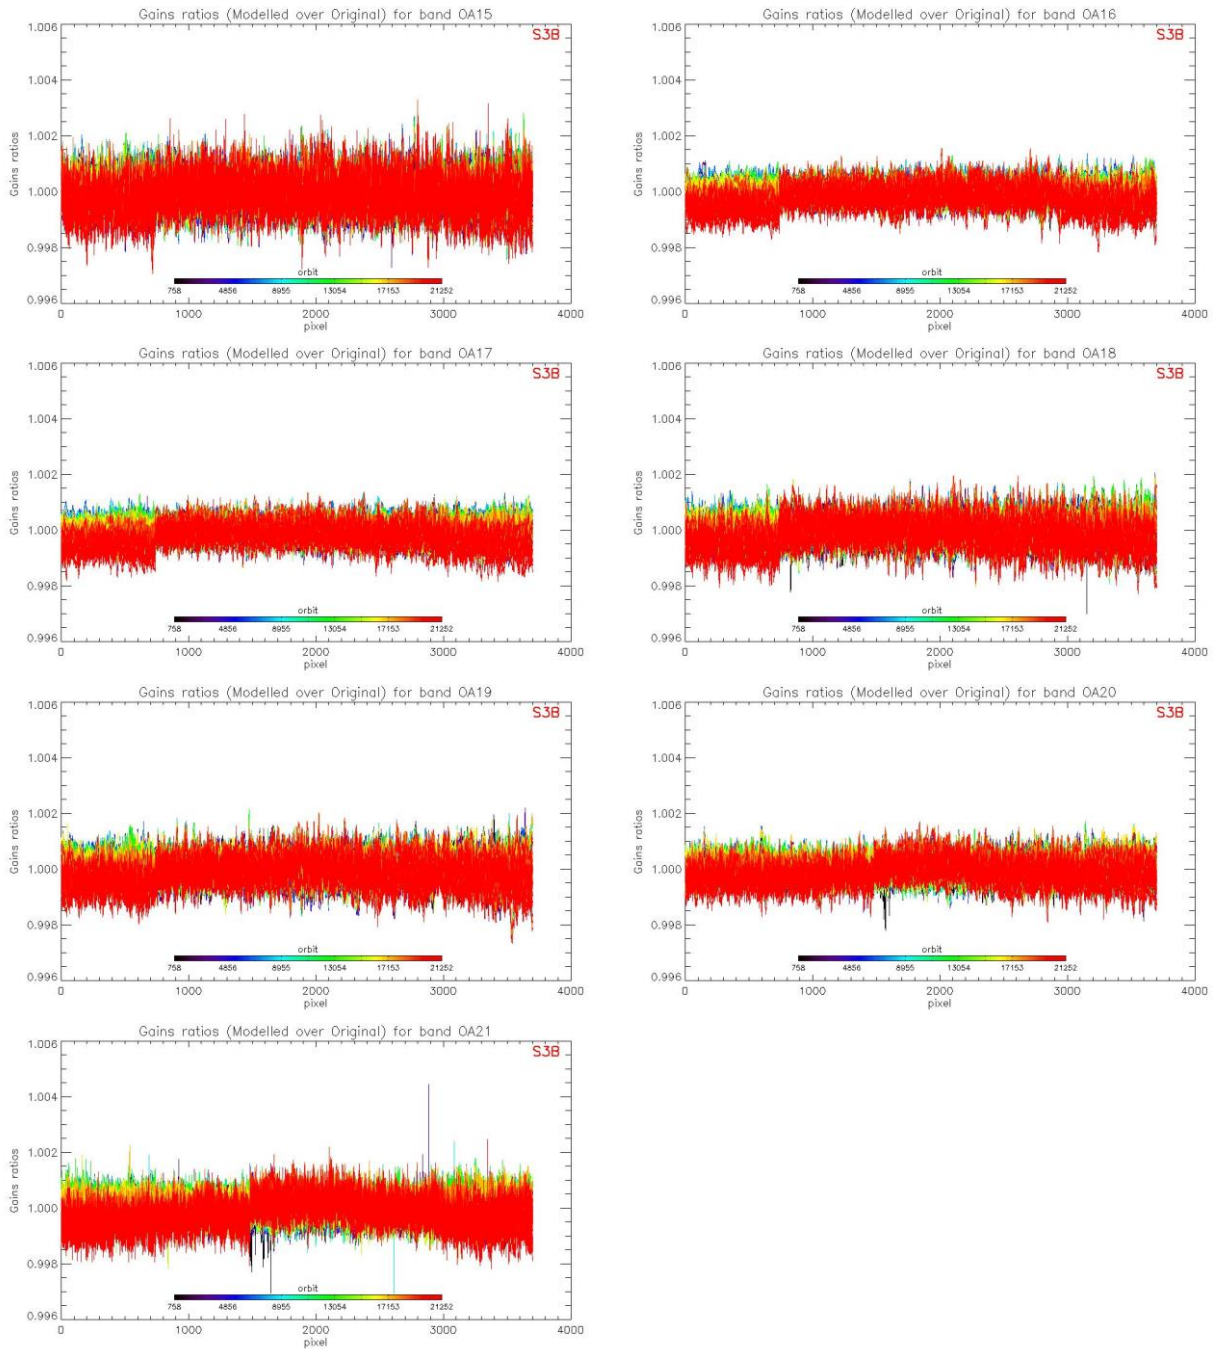 Gains ratios (Modelled over Original) for band OA15
S3B
1.006
1.004
1.002
1.000
0.998
0.996
Gains ratios
orbit
758 4856 8955 13054 17153 21252
0 1000 2000 3000 4000
pixel
Gains ratios (Modelled over Original) for band OA16
S3B
1.006
1.004
1.002
1.000
0.998
0.996
Gains ratios
orbit
758 4856 8955 13054 17153 21252
0 1000 2000 3000 4000
pixel
Gains ratios (Modelled over Original) for band OA17
S3B
1.006
1.004
1.002
1.000
0.998
0.996
Gains ratios
orbit
758 4856 8955 13054 17153 21252
0 1000 2000 3000 4000
pixel
Gains ratios (Modelled over Original) for band OA18
S3B
1.006
1.004
1.002
1.000
0.998
0.996
Gains ratios
orbit
758 4856 8955 13054 17153 21252
0 1000 2000 3000 4000
pixel
Gains ratios (Modelled over Original) for band OA19
S3B
1.006
1.004
1.002
1.000
0.998
0.996
Gains ratios
orbit
758 4856 8955 13054 17153 21252
0 1000 2000 3000 4000
pixel
Gains ratios (Modelled over Original) for band OA20
S3B
1.006
1.004
1.002
1.000
0.998
0.996
Gains ratios
orbit
758 4856 8955 13054 17153 21252
0 1000 2000 3000 4000
pixel
Gains ratios (Modelled over Original) for band OA21
S3B
1.006
1.004
1.002
1.000
0.998
0.996
Gains ratios
orbit
758 4856 8955 13054 17153 21252
0 1000 2000 3000 4000
pixel